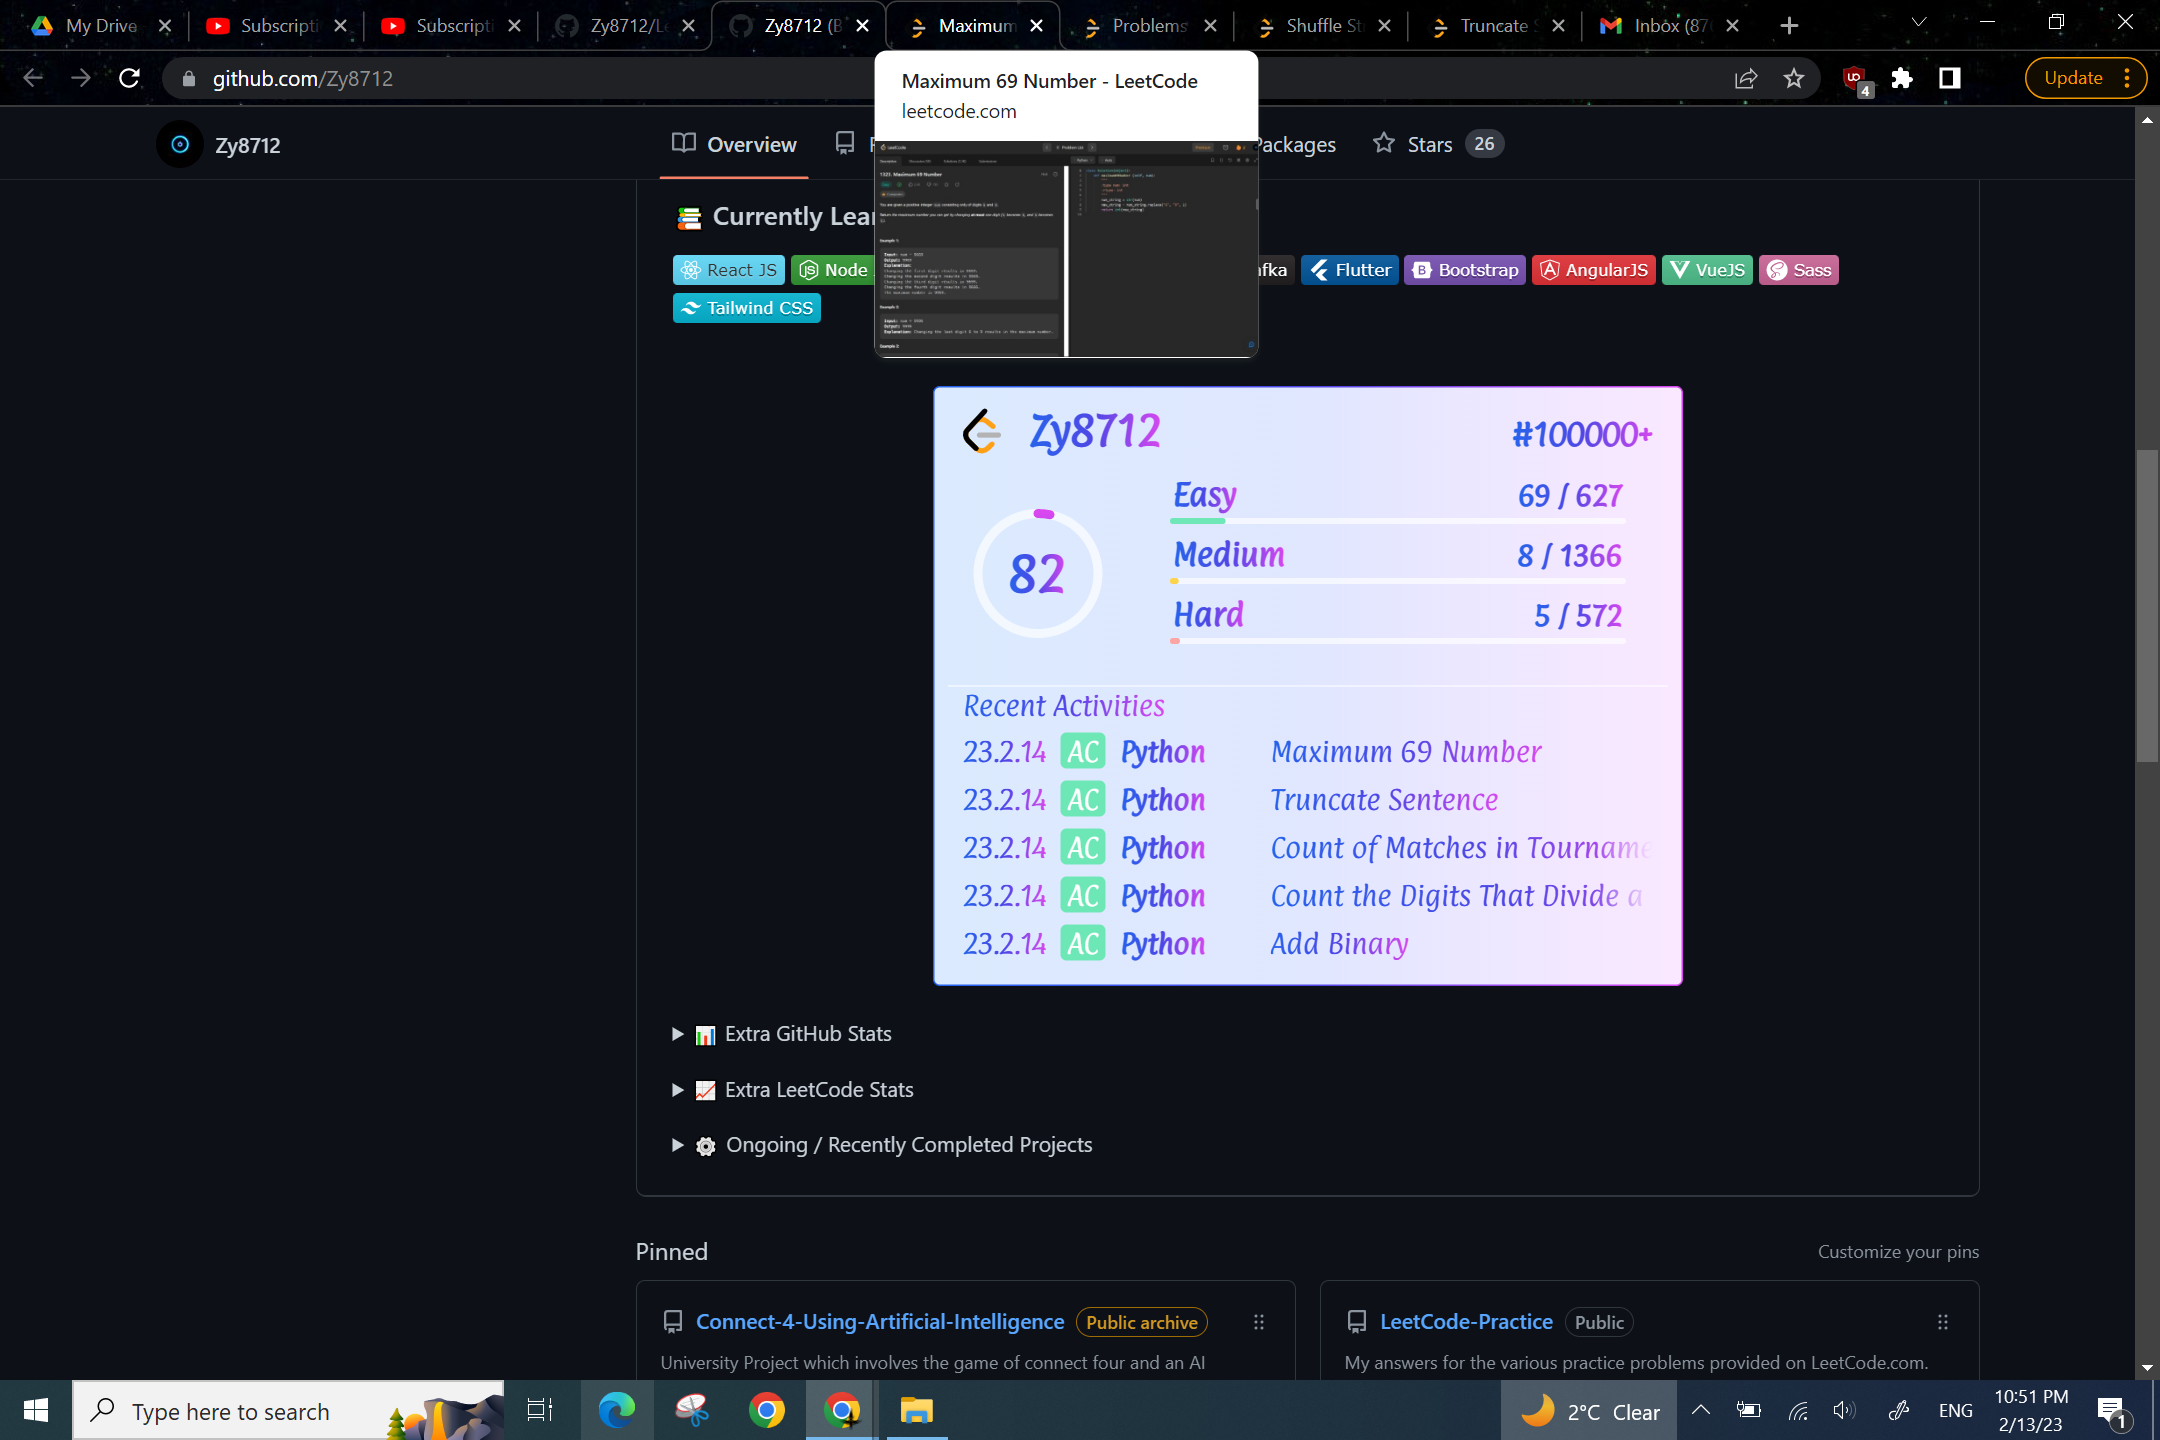 My Drive
Subscripti
Subscripti
Zy8712/Le
Zy8712 (B
Maximum
Problems
Shuffle St
Truncate S
Inbox (87
github.com/Zy8712
4
Update
Maximum 69 Number - LeetCode
leetcode.com
Zy8712
Overview
Packages
Stars 26
1323. Maximum 69 Number
Currently Lear
React JS
Node
fka
Flutter
Bootstrap
AngularJS
VueJS
Sass
Tailwind CSS
Zy8712
#100000+
82
Easy 69 / 627
Medium 8 / 1366
Hard 5 / 572
Recent Activities
23.2.14 AC Python Maximum 69 Number
23.2.14 AC Python Truncate Sentence
23.2.14 AC Python Count of Matches in Tourname
23.2.14 AC Python Count the Digits That Divide a
23.2.14 AC Python Add Binary
Extra GitHub Stats
Extra LeetCode Stats
Ongoing / Recently Completed Projects
Pinned
Customize your pins
Connect-4-Using-Artificial-Intelligence Public archive
University Project which involves the game of connect four and an AI
LeetCode-Practice Public
My answers for the various practice problems provided on LeetCode.com.
Type here to search
2°C Clear
ENG
10:51 PM
2/13/23
1